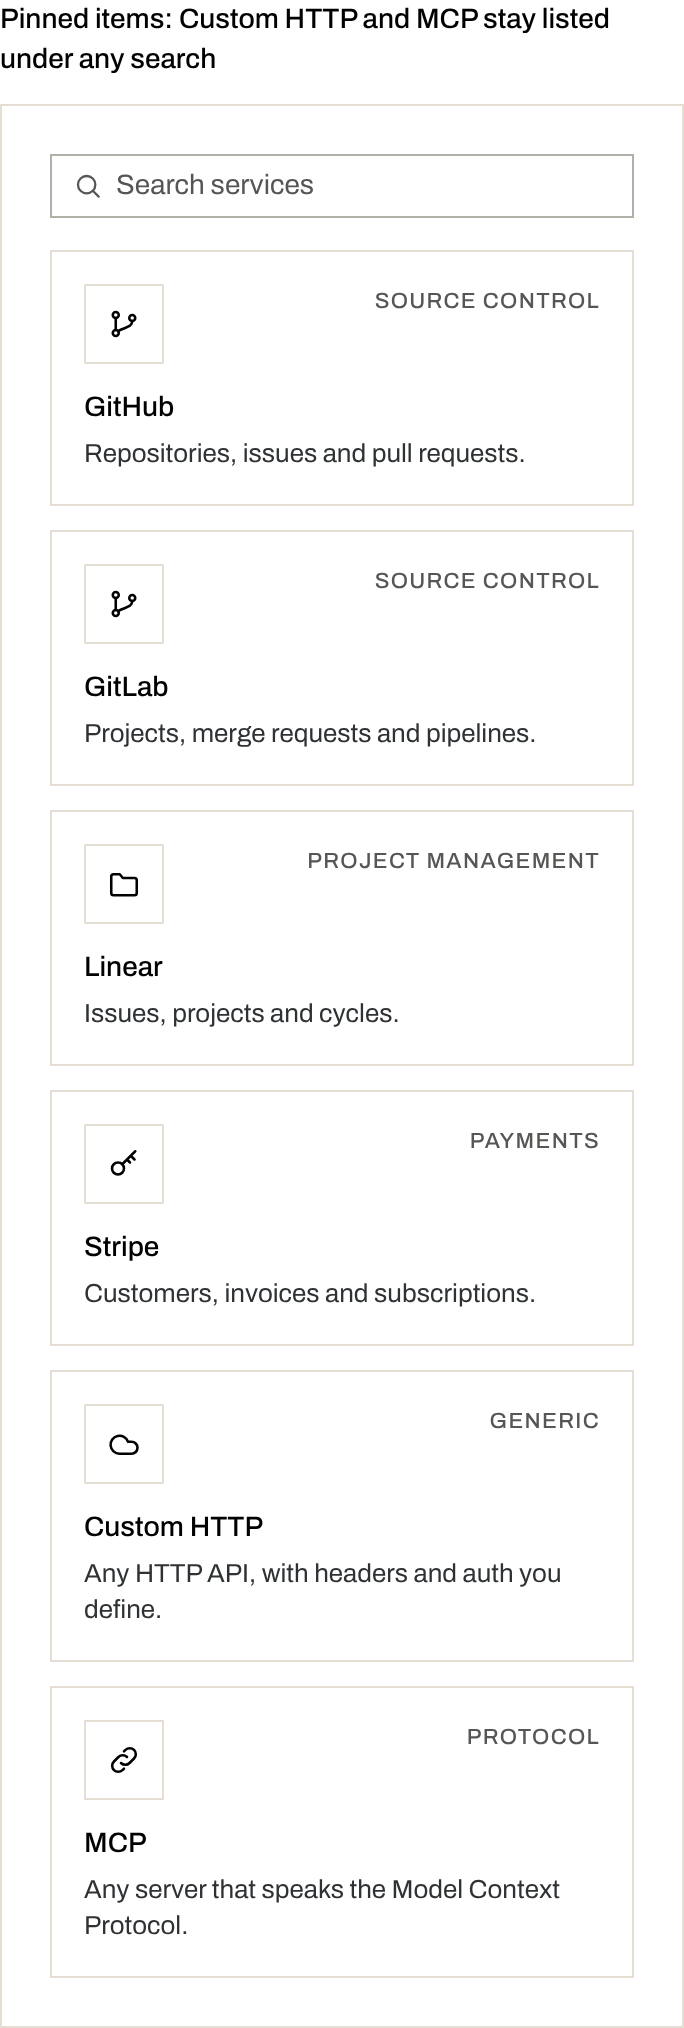 Pinned items: Custom HTTP and MCP stay listed
under any search
Search services
SOURCE CONTROL
GitHub
Repositories, issues and pull requests.
SOURCE CONTROL
GitLab
Projects, merge requests and pipelines.
PROJECT MANAGEMENT
Linear
Issues, projects and cycles.
PAYMENTS
Stripe
Customers, invoices and subscriptions.
GENERIC
Custom HTTP
Any HTTP API, with headers and auth you
define.
PROTOCOL
MCP
Any server that speaks the Model Context
Protocol.